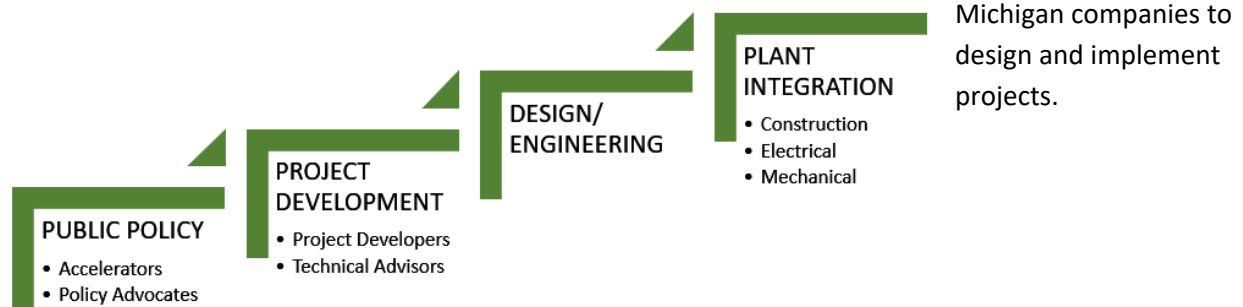 Michigan companies to
design and implement
projects.
PUBLIC POLICY
• Accelerators
• Policy Advocates
PROJECT
DEVELOPMENT
• Project Developers
• Technical Advisors
DESIGN/
ENGINEERING
PLANT
INTEGRATION
• Construction
• Electrical
• Mechanical